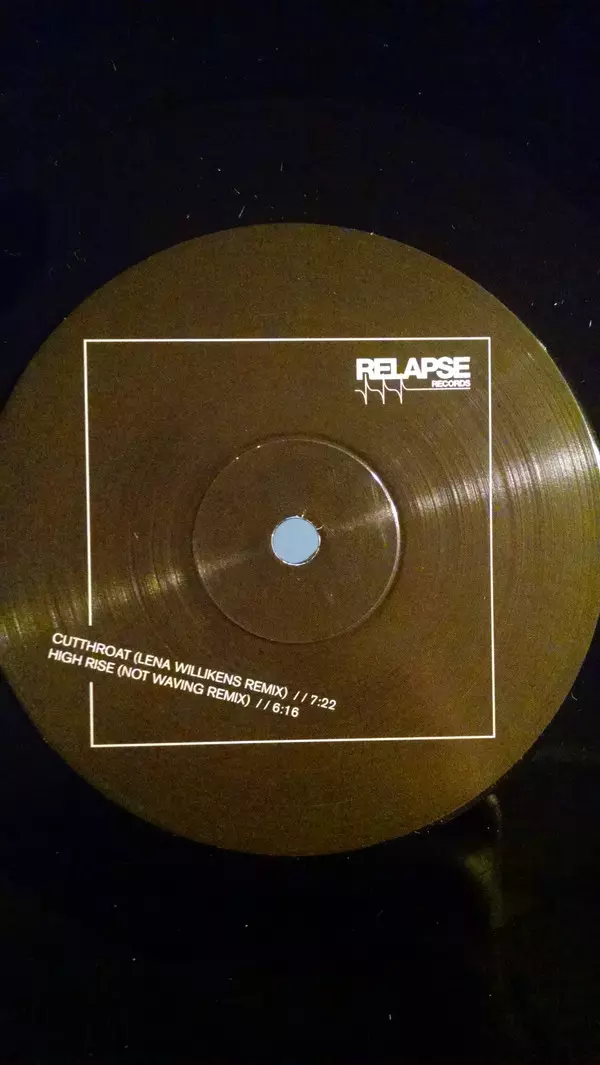 RELAPSE
RECORDS
CUTTHROAT (LENA WILLIKENS REMIX) // 7:22
HIGH RISE (NOT WAVING REMIX) // 6:16